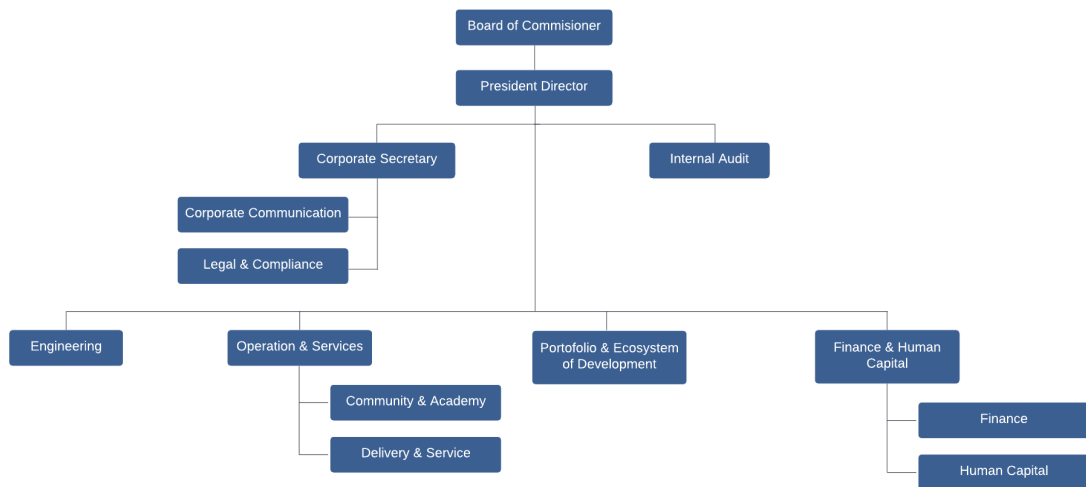 Board of Commisioner
President Director
Corporate Secretary
Internal Audit
Corporate Communication
Legal & Compliance
Engineering
Operation & Services
Portofolio & Ecosystem
of Development
Finance & Human
Capital
Community & Academy
Finance
Delivery & Service
Human Capital